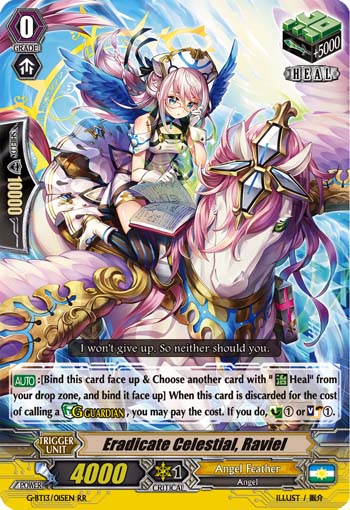 0
GRADE
+5000
HEAL
SHIELD
10000
I won't give up. So neither should you.
AUTO :[Bind this card face up & Choose another card with "治 Heal" from
your drop zone, and bind it face up] When this card is discarded for the cost
of calling a G GUARDIAN, you may pay the cost. If you do, ① or ①.
TRIGGER
UNIT
Eradicate Celestial, Raviel
POWER
4000
1
CRITICAL
Angel Feather
Angel
G-BT13/015EN RR
ILLUST / 匈介